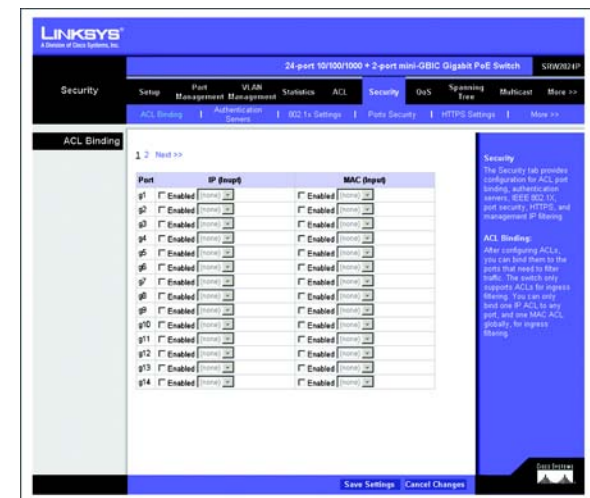 LINKSYS®
A Division of Cisco Systems, Inc.
24-port 10/100/1000 + 2-port mini-GBIC Gigabit PoE Switch SRW2024P
Security
Setup Port Management VLAN Management Statistics ACL Security QoS Spanning Tree Multicast More >>
ACL Binding | Authentication Servers | 802.1x Settings | Ports Security | HTTPS Settings | More >>
ACL Binding
1 2 Next >>
Port IP (Inupt) MAC (Input)
g1 Enabled (none) Enabled (none)
g2 Enabled (none) Enabled (none)
g3 Enabled (none) Enabled (none)
g4 Enabled (none) Enabled (none)
g5 Enabled (none) Enabled (none)
g6 Enabled (none) Enabled (none)
g7 Enabled (none) Enabled (none)
g8 Enabled (none) Enabled (none)
g9 Enabled (none) Enabled (none)
g10 Enabled (none) Enabled (none)
g11 Enabled (none) Enabled (none)
g12 Enabled (none) Enabled (none)
g13 Enabled (none) Enabled (none)
g14 Enabled (none) Enabled (none)
Security
The Security tab provides
configuration for ACL port
binding, authentication
servers, IEEE 802.1X,
port security, HTTPS, and
management IP filtering
ACL Binding:
After configuring ACLs,
you can bind them to the
ports that need to filter
traffic. The switch only
supports ACLs for ingress
filtering. You can only
bind one IP ACL to any
port, and one MAC ACL
globally, for ingress
filtering.
Save Settings Cancel Changes
Cisco Systems